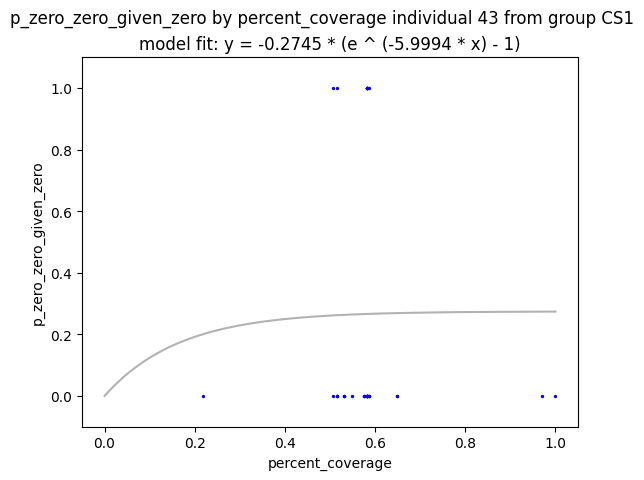 p_zero_zero_given_zero by percent_coverage individual 43 from group CS1
model fit: y = -0.2745 * (e ^ (-5.9994 * x) - 1)
1.0
0.8
0.6
0.4
0.2
0.0
p_zero_zero_given_zero
0.0 0.2 0.4 0.6 0.8 1.0
percent_coverage